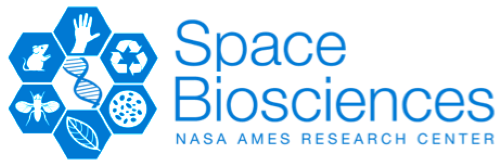 Space
Biosciences
NASA AMES RESEARCH CENTER